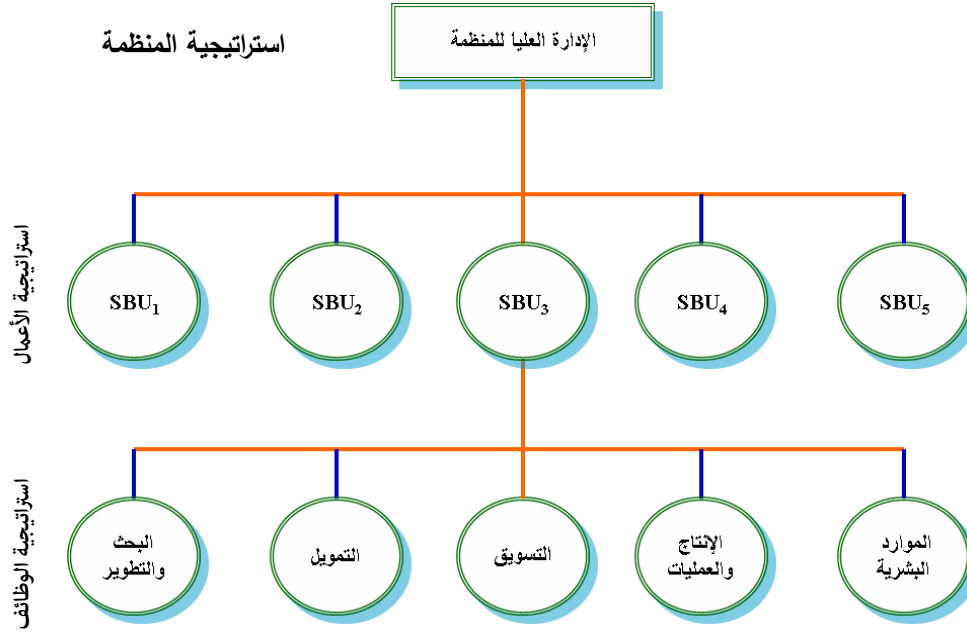 استراتيجية المنظمة
الإدارة العليا للمنظمة
استراتيجية الأعمال
SBU₁
SBU₂
SBU₃
SBU₄
SBU₅
استراتيجية الوظائف
البحث
والتطوير
التمويل
التسويق
الإنتاج
والعمليات
الموارد
البشرية